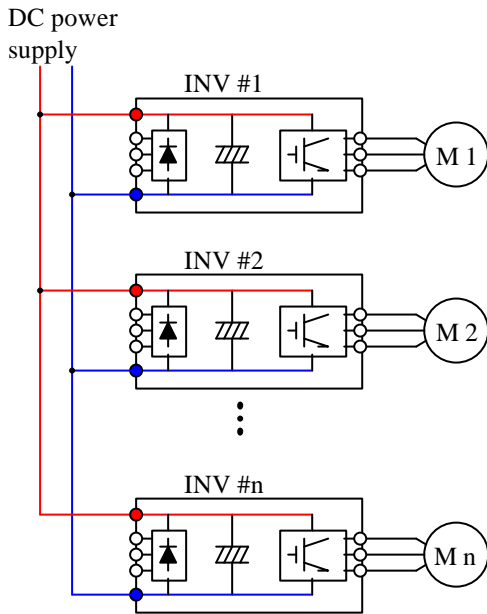 DC power
supply
INV #1
M 1
INV #2
M 2
INV #n
M n